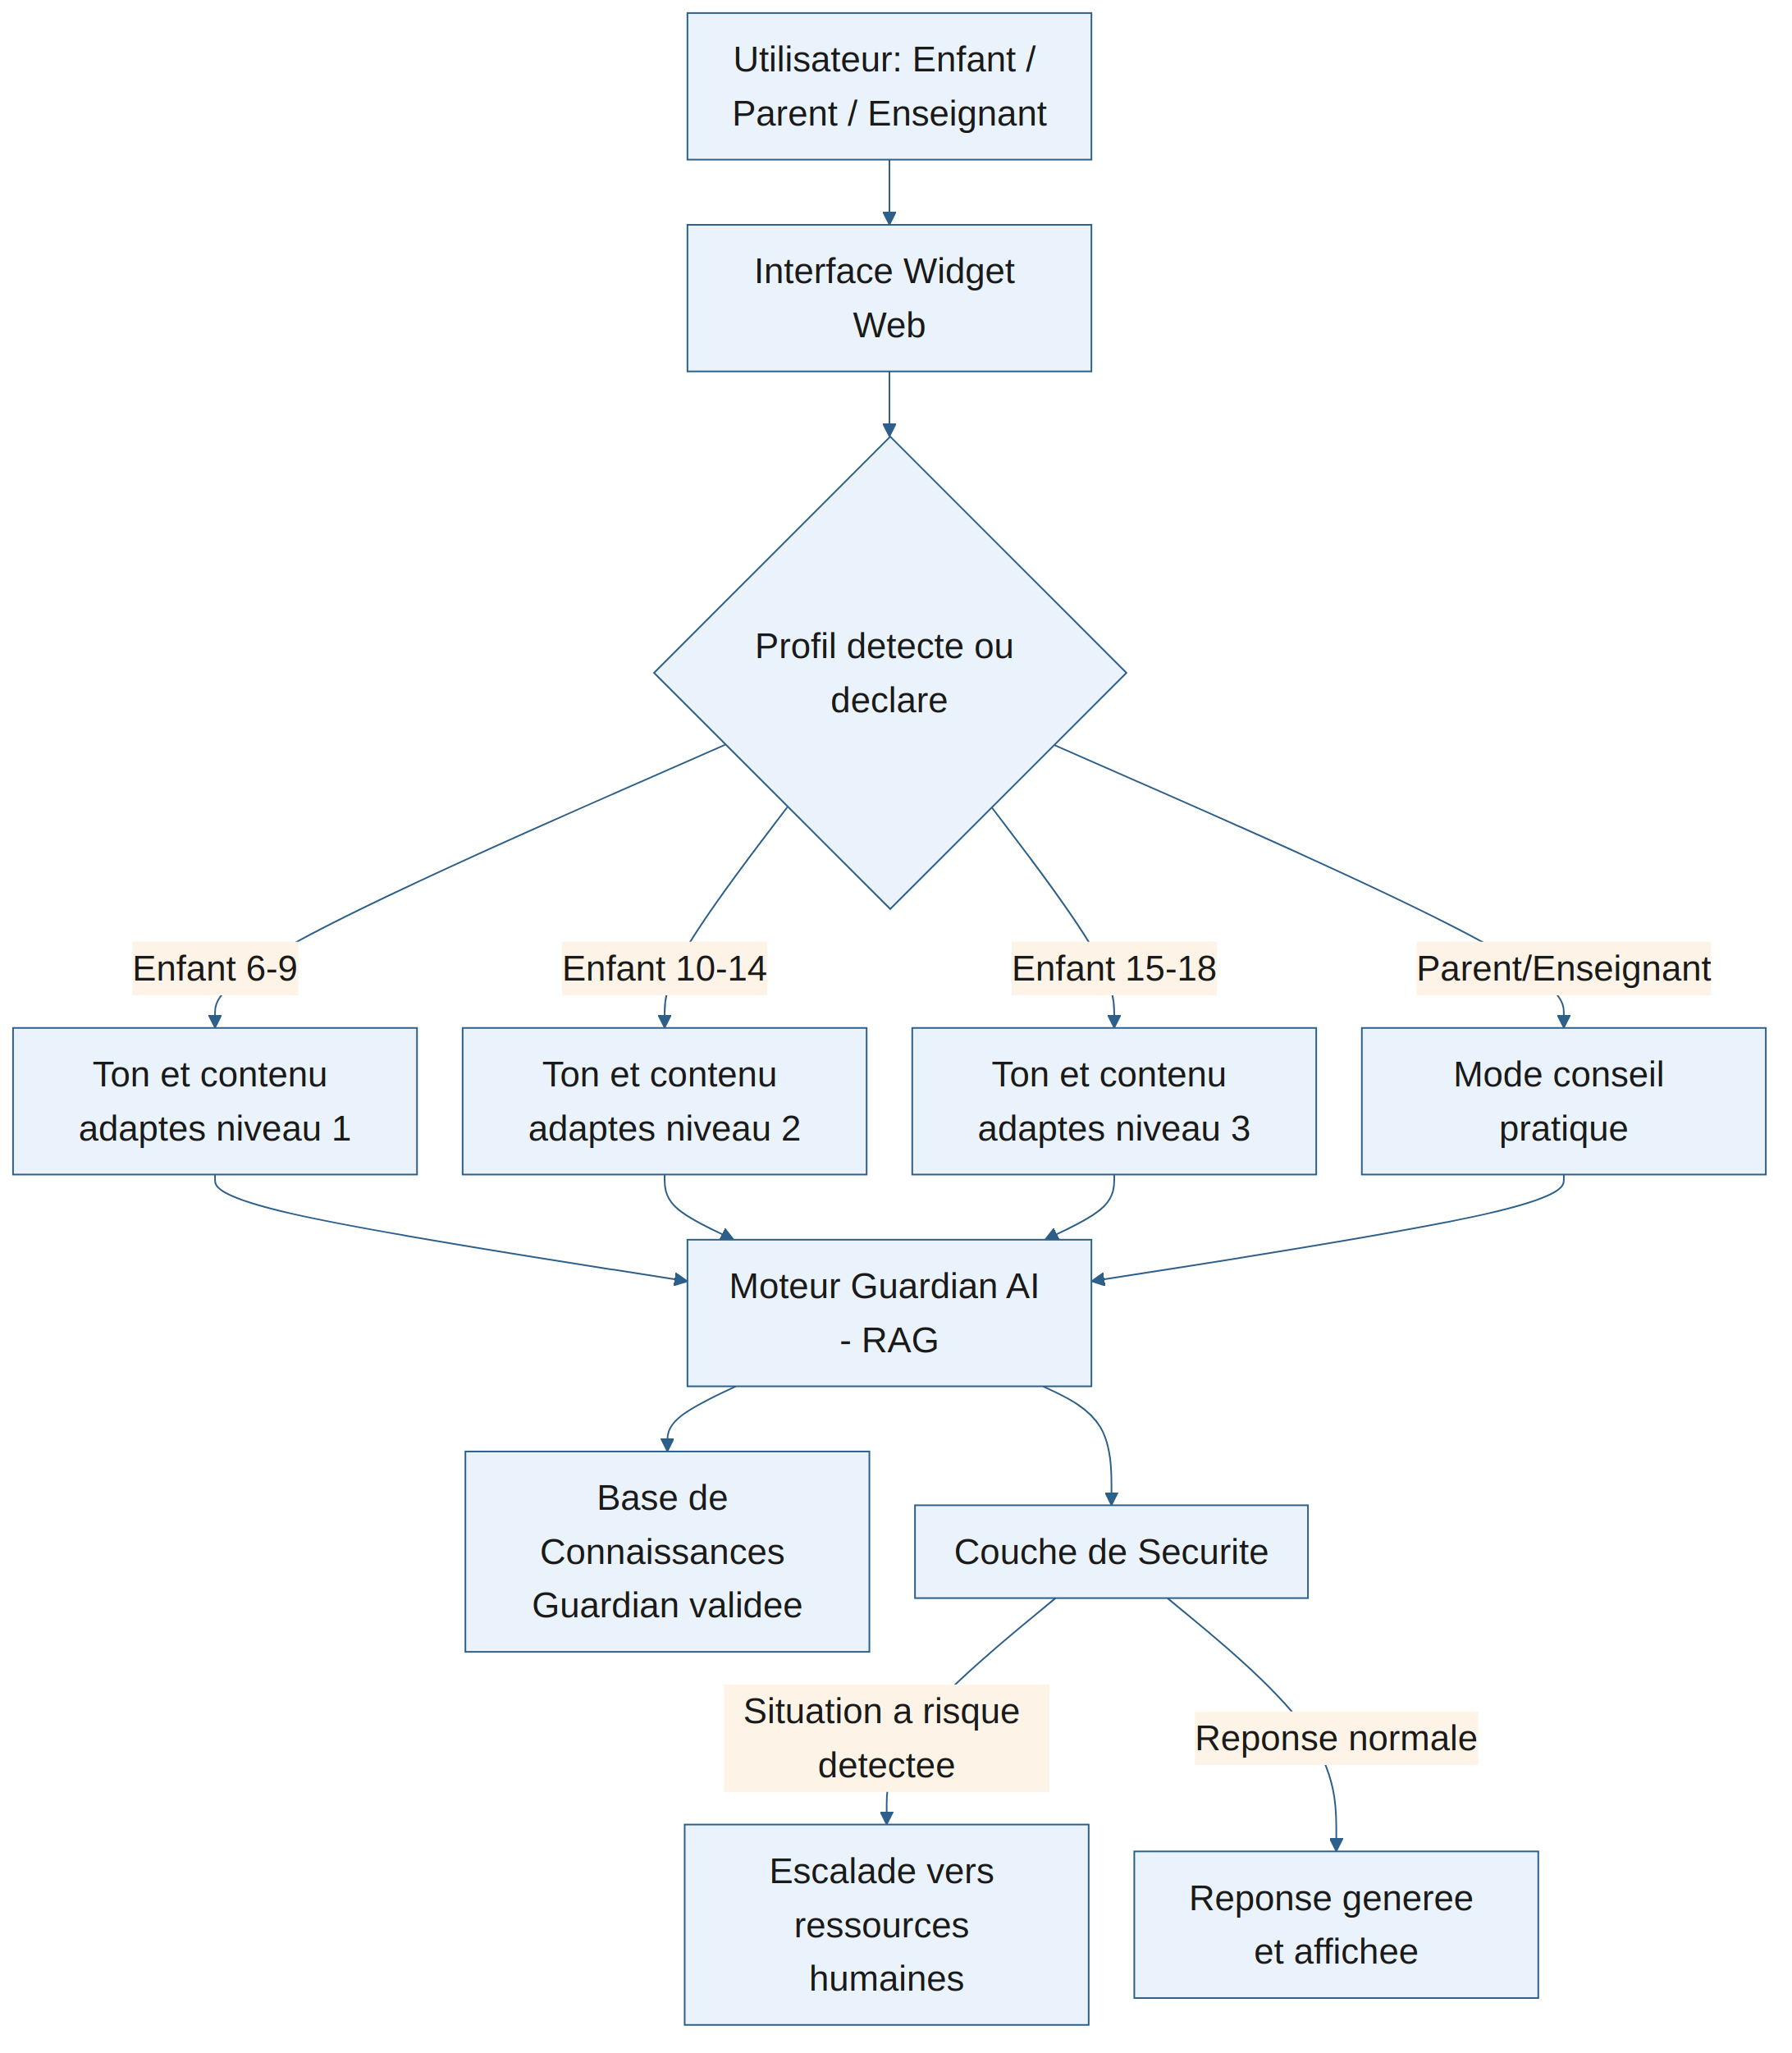 Utilisateur: Enfant /
Parent / Enseignant
Interface Widget
Web
Profil detecte ou
declare
Enfant 6-9
Enfant 10-14
Enfant 15-18
Parent/Enseignant
Ton et contenu
adaptes niveau 1
Ton et contenu
adaptes niveau 2
Ton et contenu
adaptes niveau 3
Mode conseil
pratique
Moteur Guardian AI
- RAG
Base de
Connaissances
Guardian validee
Couche de Securite
Situation a risque
detectee
Reponse normale
Escalade vers
ressources
humaines
Reponse generee
et affichee